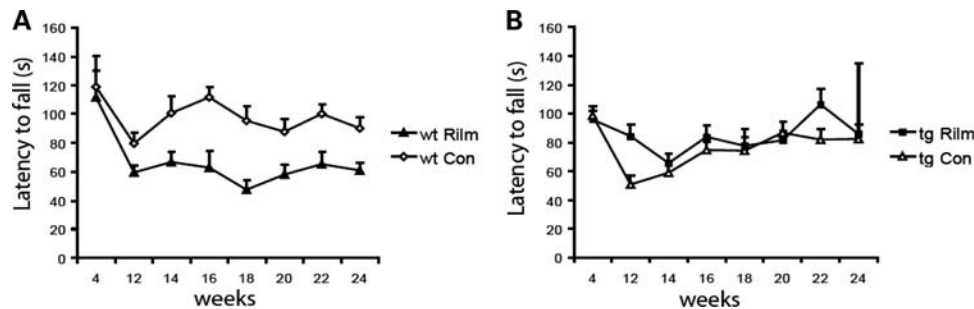 A
Latency to fall (s)
160
140
120
100
80
60
40
20
0
4 12 14 16 18 20 22 24
weeks
wt Rilm
wt Con
B
Latency to fall (s)
160
140
120
100
80
60
40
20
0
4 12 14 16 18 20 22 24
weeks
tg Rilm
tg Con